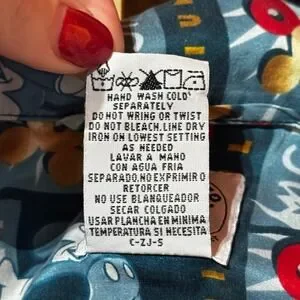 HAND WASH COLD
SEPARATELY
DO NOT WRING OR TWIST
DO NOT BLEACH. LINE DRY
IRON ON LOWEST SETTING
AS NEEDED
LAVAR A MANO
CON AGUA FRIA
SEPARADO.NO EXPRIMIR O
RETORCER
NO USE BLANQUEADOR
SECAR COLGADO
USAR PLANCHA EN MINIMA
TEMPERATURA SI NECESITA
C-ZJ-S